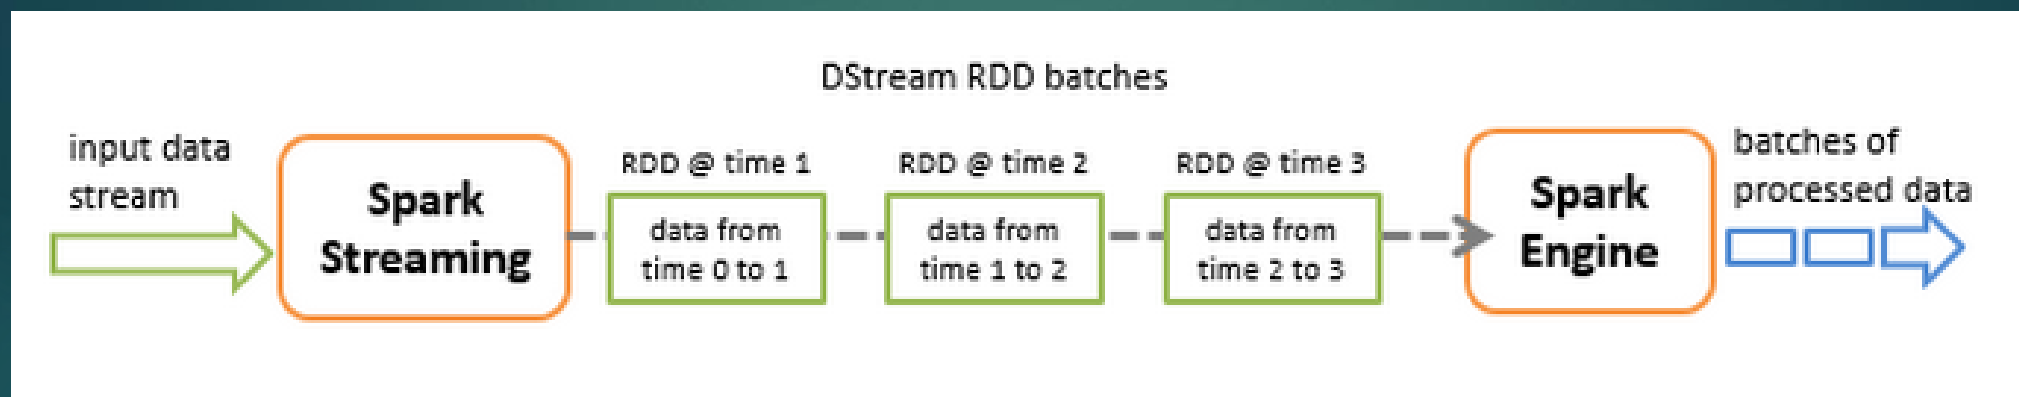 DStream RDD batches
input data
stream
Spark
Streaming
RDD @ time 1
data from
time 0 to 1
RDD @ time 2
data from
time 1 to 2
RDD @ time 3
data from
time 2 to 3
Spark
Engine
batches of
processed data